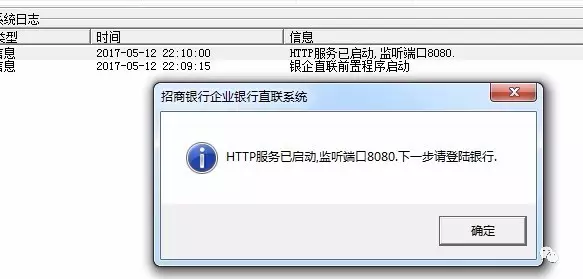 系统日志
类型 时间 信息
信息 2017-05-12 22:10:00 HTTP服务已启动,监听端口8080.
信息 2017-05-12 22:09:15 银企直联前置程序启动
招商银行企业银行直联系统
HTTP服务已启动,监听端口8080.下一步请登陆银行.
确定